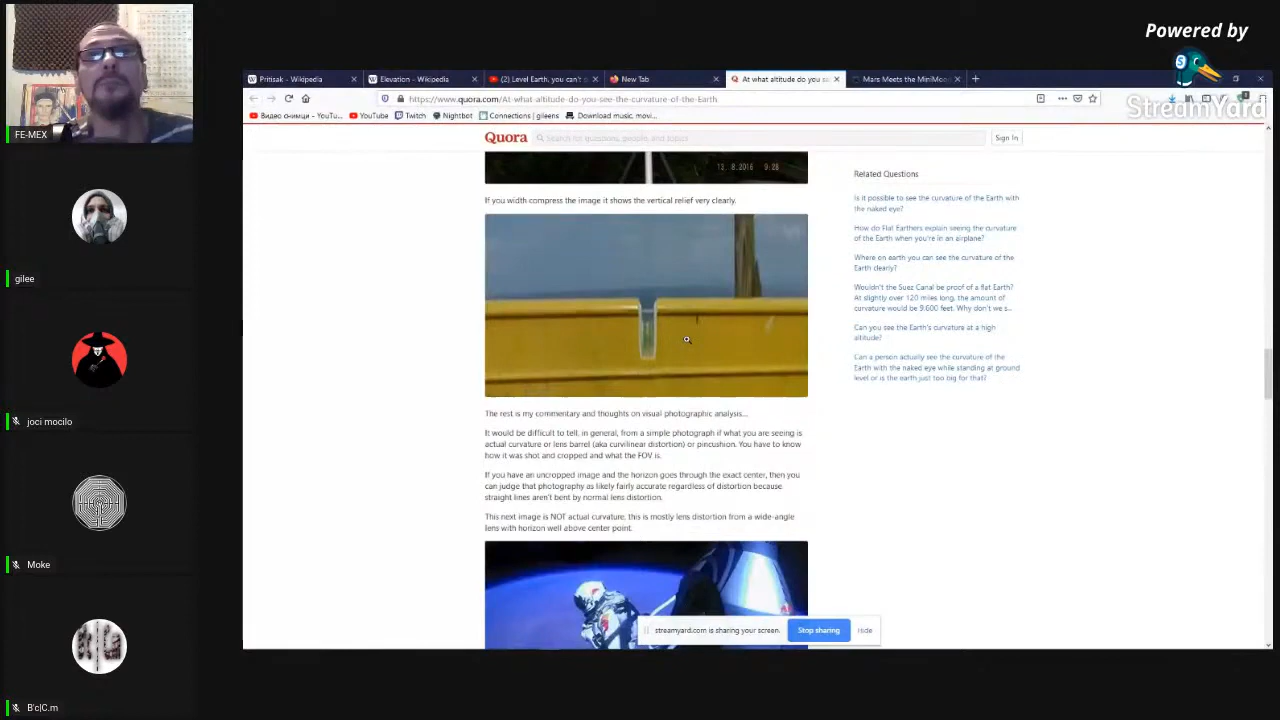 Powered by
StreamYard
FE-MEX
gilee
joci mocilo
Moke
B'c|C.m
Pritisak - Wikipedia
Elevation - Wikipedia
(2) Level Earth, you can't s
New Tab
At what altitude do you se
Mars Meets the MiniMoo
https://www.quora.com/At-what-altitude-do-you-see-the-curvature-of-the-Earth
Видео снимци - YouTu...
YouTube
Twitch
Nightbot
Connections | gileens
Download music, movi...
Quora
Search for questions, people, and topics
Sign In
13. 8.2016 9:28
If you width compress the image it shows the vertical relief very clearly.
The rest is my commentary and thoughts on visual photographic analysis...
It would be difficult to tell, in general, from a simple photograph if what you are seeing is
actual curvature or lens barrel (aka curvilinear distortion) or pincushion. You have to know
how it was shot and cropped and what the FOV is.
If you have an uncropped image and the horizon goes through the exact center, then you
can judge that photography as likely fairly accurate regardless of distortion because
straight lines aren't bent by normal lens distortion.
This next image is NOT actual curvature, this is mostly lens distortion from a wide-angle
lens with horizon well above center point.
Related Questions
Is it possible to see the curvature of the Earth with
the naked eye?
How do Flat Earthers explain seeing the curvature
of the Earth when you're in an airplane?
Where on earth you can see the curvature of the
Earth clearly?
Wouldn't the Suez Canal be proof of a flat Earth?
At slightly over 120 miles long, the amount of
curvature would be 9,600 feet. Why don't we s...
Can you see the Earth's curvature at a high
altitude?
Can a person actually see the curvature of the
Earth with the naked eye while standing at ground
level or is the earth just too big for that?
streamyard.com is sharing your screen.
Stop sharing
Hide